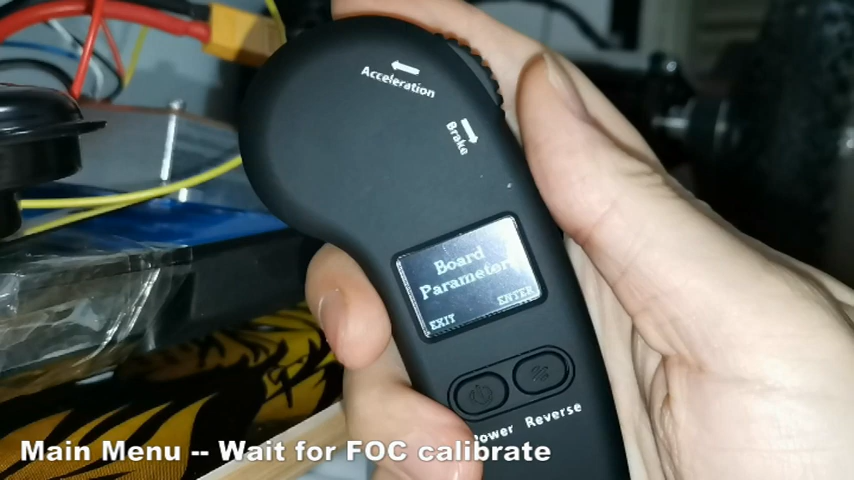 Acceleration
Brake
Board
Parameter
EXIT ENTER
Power Reverse
Main Menu -- Wait for FOC calibrate